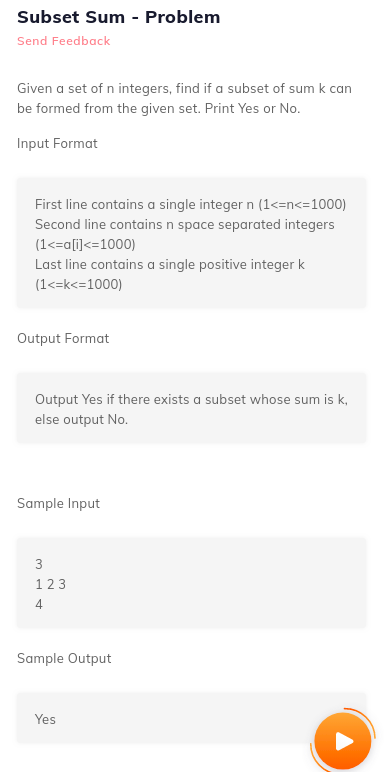 Subset Sum - Problem
Send Feedback
Given a set of n integers, find if a subset of sum k can
be formed from the given set. Print Yes or No.
Input Format
First line contains a single integer n (1<=n<=1000)
Second line contains n space separated integers
(1<=a[i]<=1000)
Last line contains a single positive integer k
(1<=k<=1000)
Output Format
Output Yes if there exists a subset whose sum is k,
else output No.
Sample Input
3
1 2 3
4
Sample Output
Yes